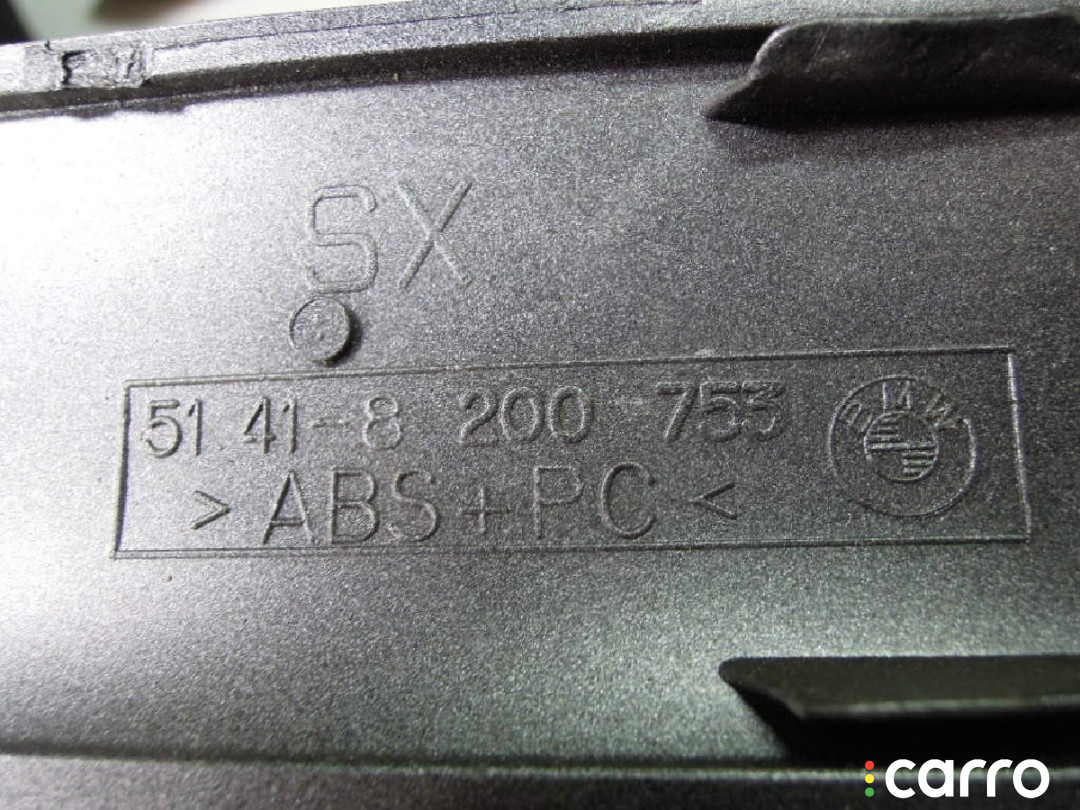 SX
51.41-8 200 753
BMW
>ABS+PC<
carro